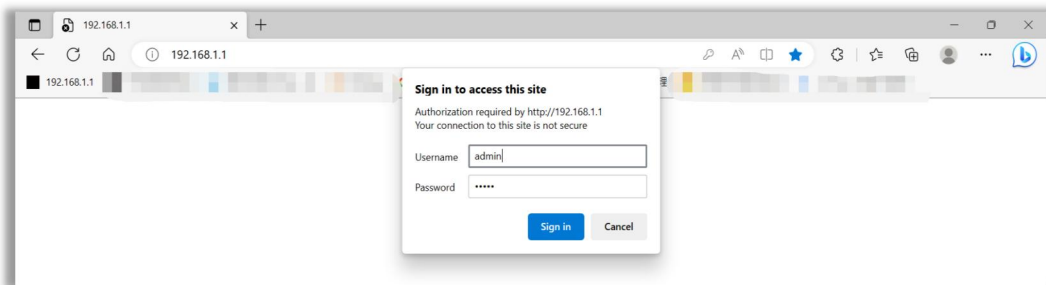 192.168.1.1
192.168.1.1
192.168.1.1
Sign in to access this site
Authorization required by http://192.168.1.1
Your connection to this site is not secure
Username admin
Password •••••
Sign in Cancel